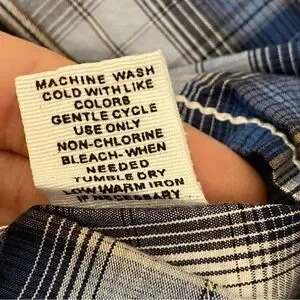 MACHINE WASH
COLD WITH LIKE
COLORS
GENTLE CYCLE
USE ONLY
NON-CHLORINE
BLEACH-WHEN
NEEDED
TUMBLE DRY
LOW WARM IRON
IF NECESSARY